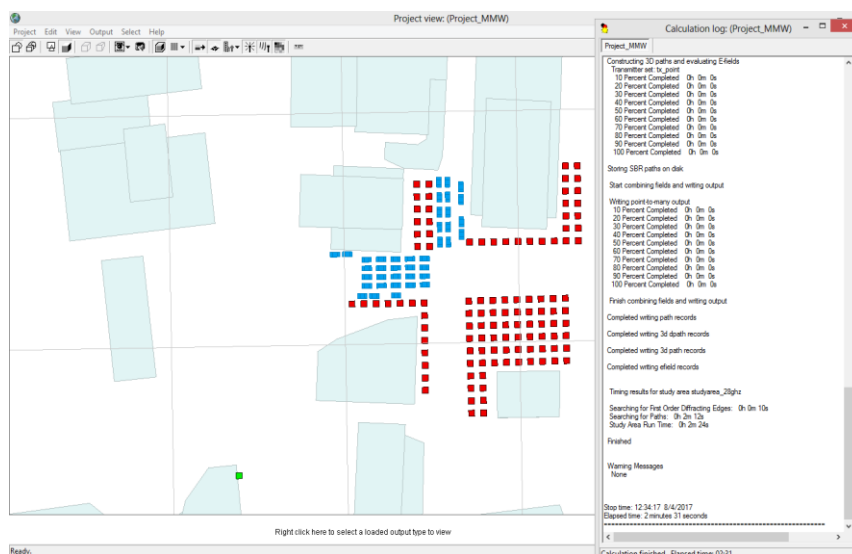 Project view: (Project_MMW)
Project Edit View Output Select Help
Right click here to select a loaded output type to view
Ready.
Calculation log: (Project_MMW)
Project_MMW
Constructing 3D paths and evaluating E-fields
Transmitter set: tx_point
10 Percent Completed 0h 0m 0s
20 Percent Completed 0h 0m 0s
30 Percent Completed 0h 0m 0s
40 Percent Completed 0h 0m 0s
50 Percent Completed 0h 0m 0s
60 Percent Completed 0h 0m 0s
70 Percent Completed 0h 0m 0s
80 Percent Completed 0h 0m 0s
90 Percent Completed 0h 0m 0s
100 Percent Completed 0h 0m 0s
Storing SBR paths on disk
Start combining fields and writing output
Writing point-to-many output
10 Percent Completed 0h 0m 0s
20 Percent Completed 0h 0m 0s
30 Percent Completed 0h 0m 0s
40 Percent Completed 0h 0m 0s
50 Percent Completed 0h 0m 0s
60 Percent Completed 0h 0m 0s
70 Percent Completed 0h 0m 0s
80 Percent Completed 0h 0m 0s
90 Percent Completed 0h 0m 0s
100 Percent Completed 0h 0m 0s
Finish combining fields and writing output
Completed writing path records
Completed writing 3d dpath records
Completed writing 3d path records
Completed writing efield records
Timing results for study area studyarea_28ghz
Searching for First Order Diffracting Edges: 0h 0m 10s
Searching for Paths: 0h 2m 12s
Study Area Run Time: 0h 2m 24s
Finished
Warning Messages
None
Stop time: 12:34:17 8/4/2017
Elapsed time: 2 minutes 31 seconds
Calculation finished Elapsed time: 02:31